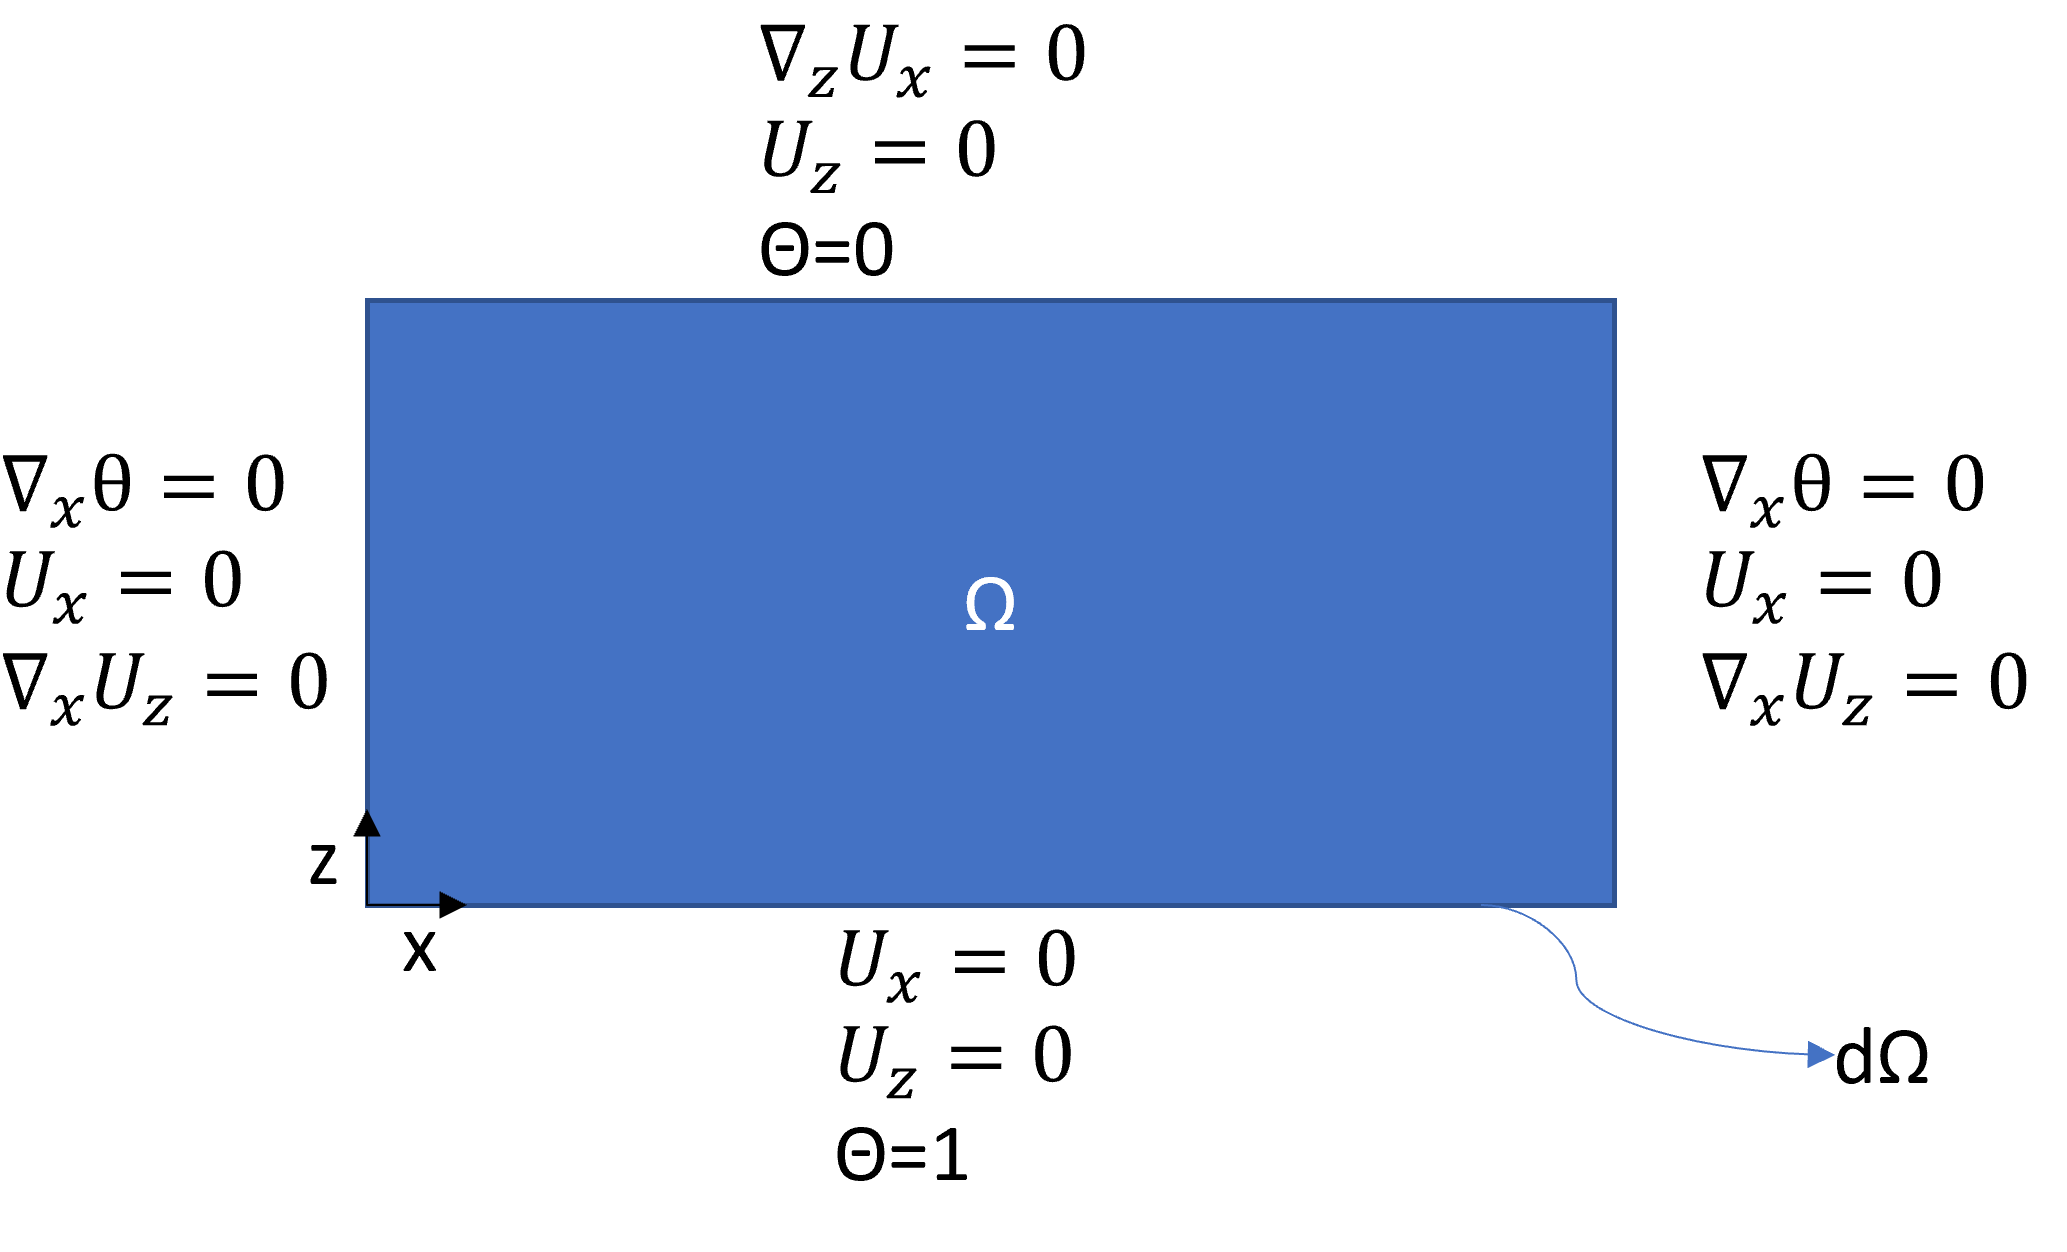 ∇zUx = 0
Uz = 0
Θ=0
∇xθ = 0
Ux = 0
∇xUz = 0
Ω
∇xθ = 0
Ux = 0
∇xUz = 0
z
x
Ux = 0
Uz = 0
Θ=1
dΩ